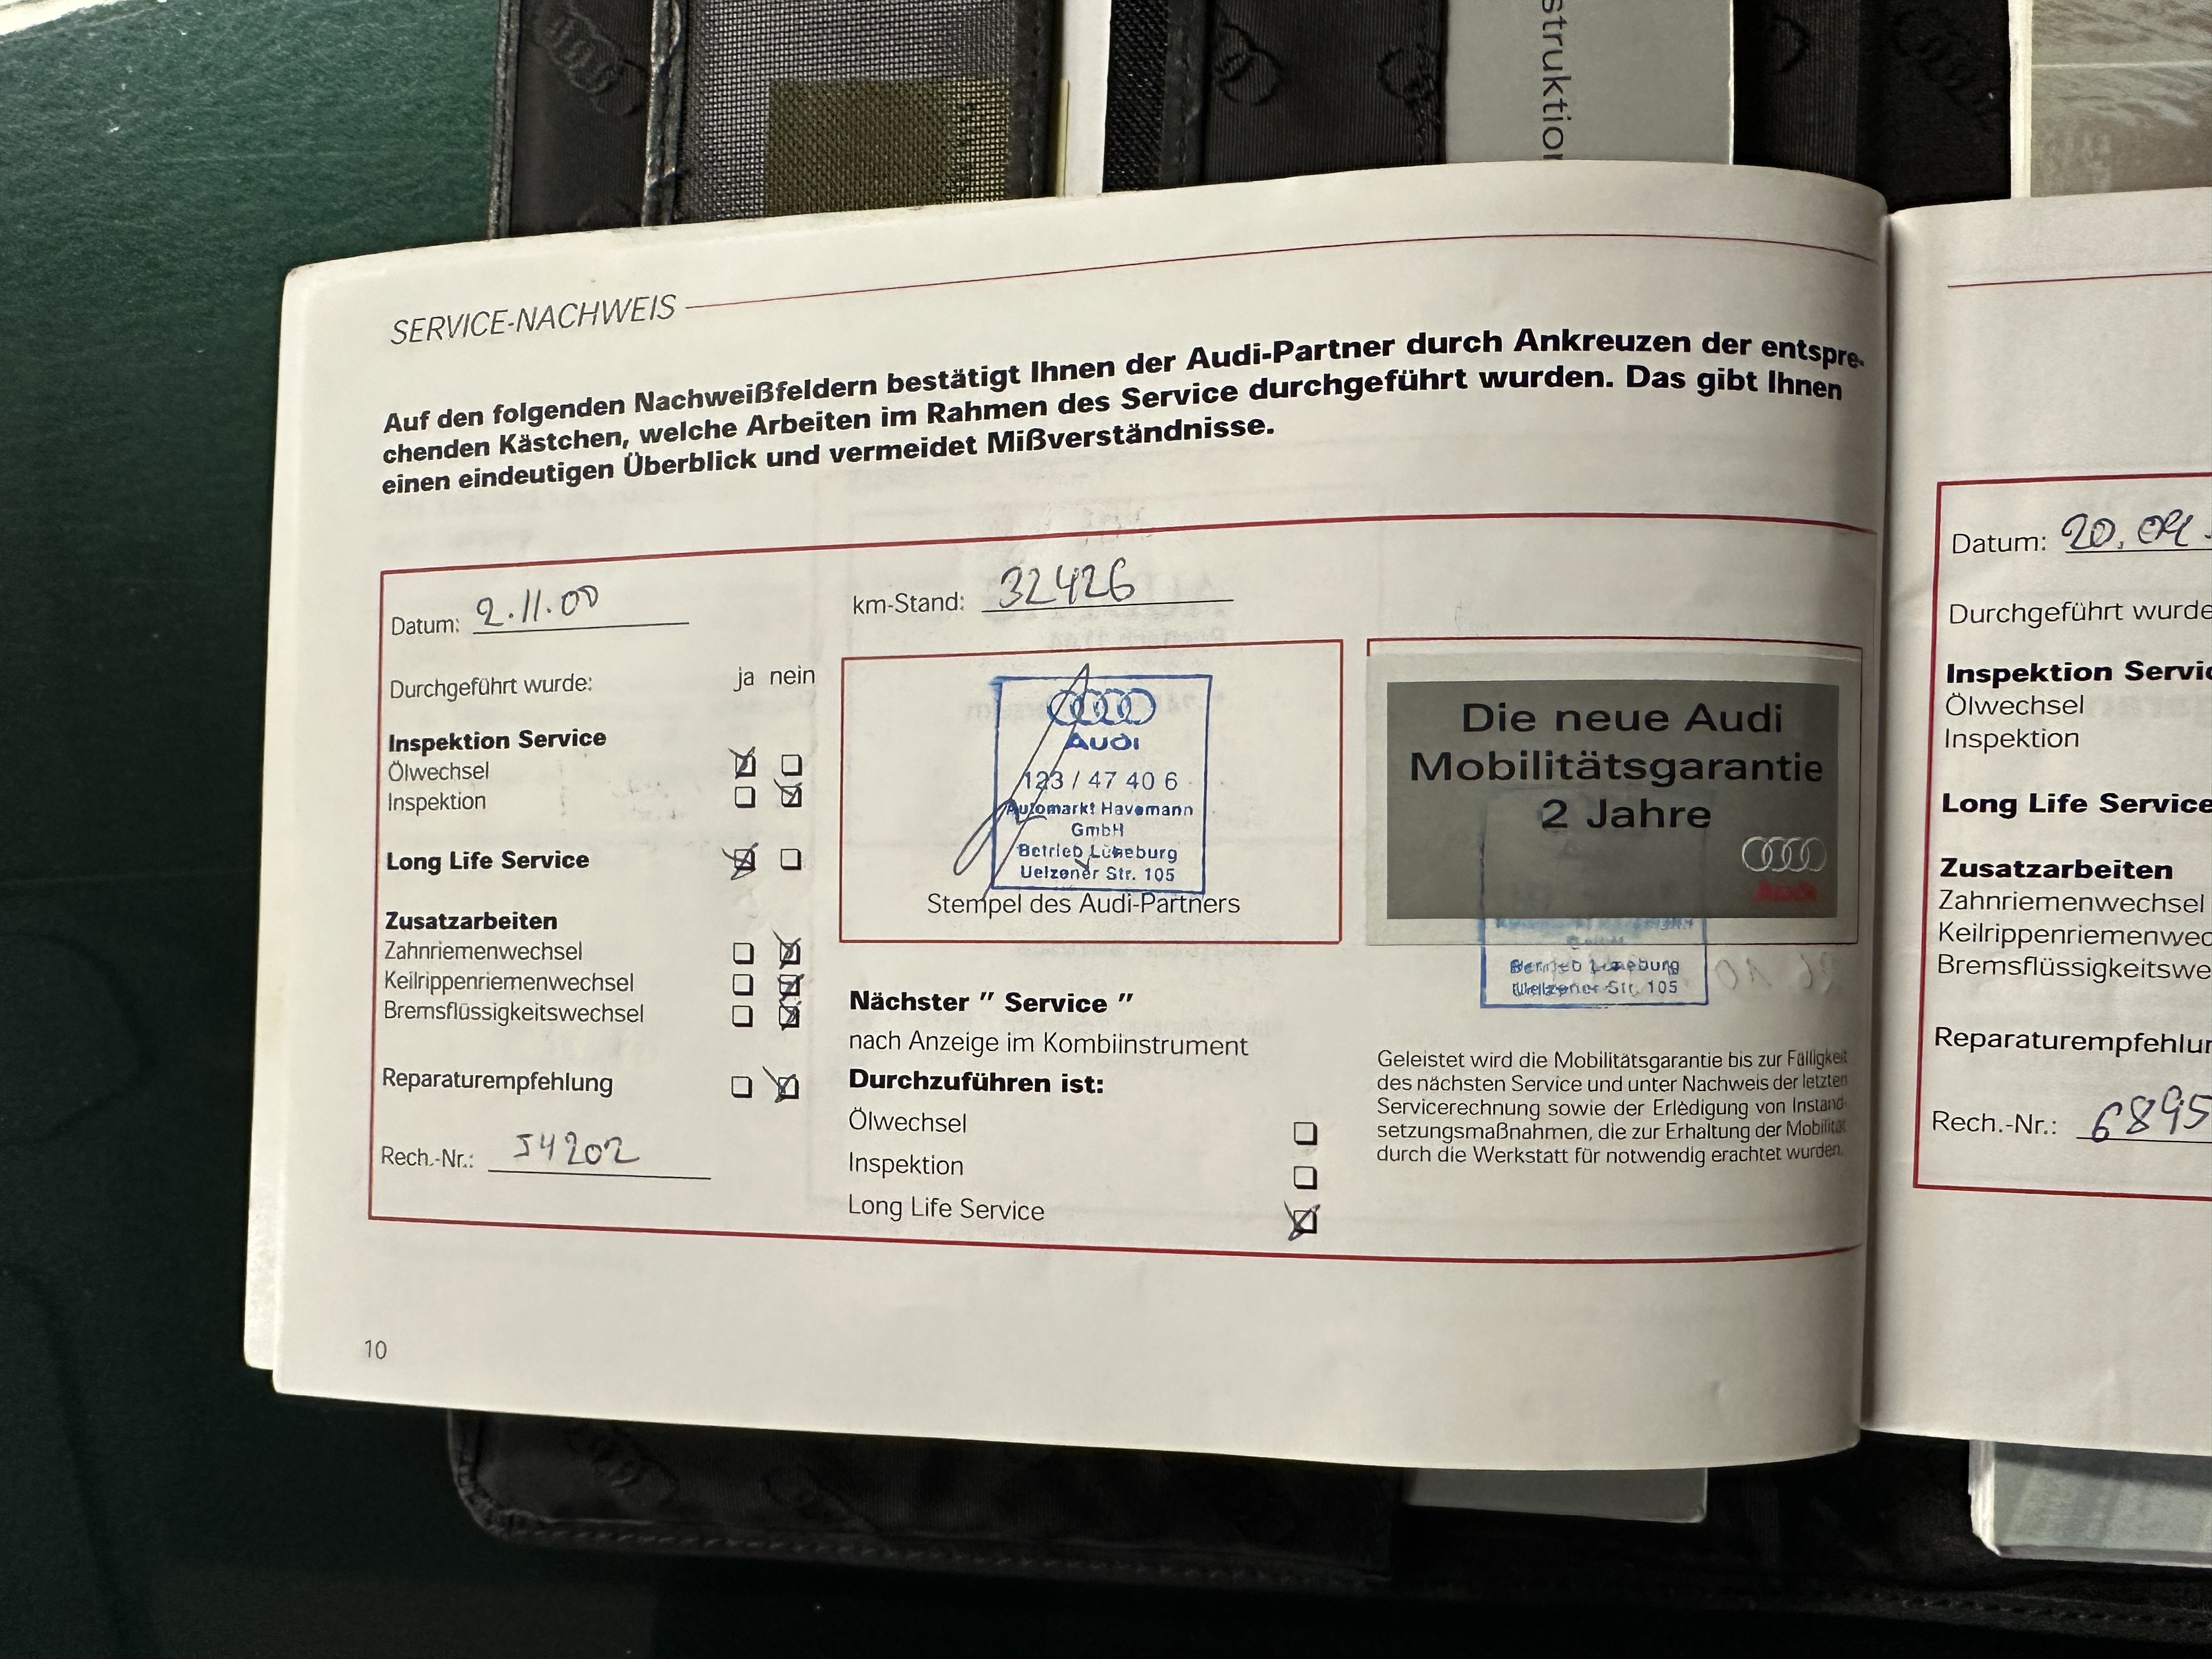 struktion
SERVICE-NACHWEIS
Auf den folgenden Nachweißfeldern bestätigt Ihnen der Audi-Partner durch Ankreuzen der entspre-
chenden Kästchen, welche Arbeiten im Rahmen des Service durchgeführt wurden. Das gibt Ihnen
einen eindeutigen Überblick und vermeidet Mißverständnisse.
Datum: 2.11.00
km-Stand: 32426
Durchgeführt wurde: ja nein
Inspektion Service
Ölwechsel
Inspektion
Long Life Service
Zusatzarbeiten
Zahnriemenwechsel
Keilrippenriemenwechsel
Bremsflüssigkeitswechsel
Reparaturempfehlung
Rech.-Nr.: 54202
Audi
123 / 47 40 6
Automarkt Havemann
GmbH
Betrieb Lüneburg
Uelzener Str. 105
Stempel des Audi-Partners
Nächster " Service "
nach Anzeige im Kombiinstrument
Durchzuführen ist:
Ölwechsel
Inspektion
Long Life Service
Die neue Audi
Mobilitätsgarantie
2 Jahre
Audi
Betrieb Lüneburg
Uelzener Str. 105
Geleistet wird die Mobilitätsgarantie bis zur Fälligkeit
des nächsten Service und unter Nachweis der letzten
Servicerechnung sowie der Erledigung von Instand-
setzungsmaßnahmen, die zur Erhaltung der Mobilität
durch die Werkstatt für notwendig erachtet wurden.
10
Datum: 20.04.
Durchgeführt wurde
Inspektion Servic
Ölwechsel
Inspektion
Long Life Service
Zusatzarbeiten
Zahnriemenwechsel
Keilrippenriemenwec
Bremsflüssigkeitswe
Reparaturempfehlun
Rech.-Nr.: 6895